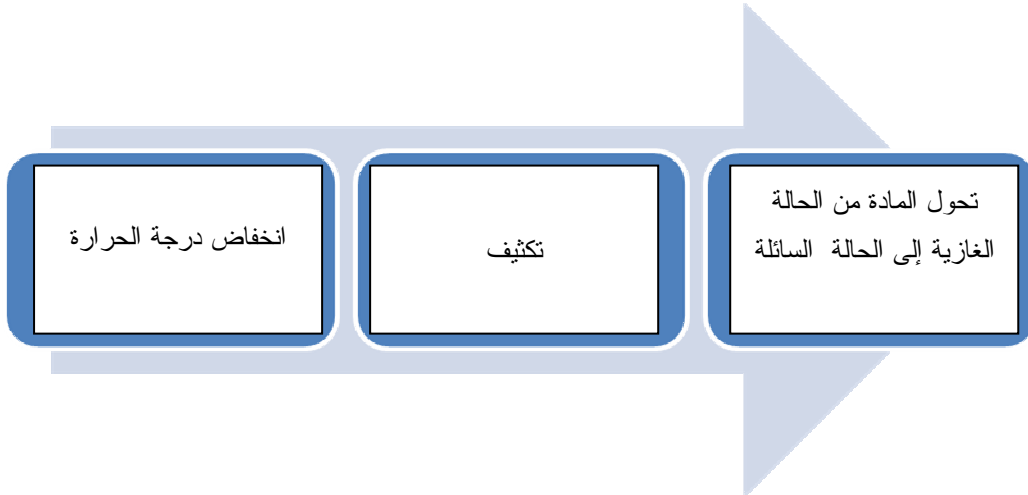 انخفاض درجة الحرارة
تكثيف
تحول المادة من الحالة
الغازية إلى الحالة السائلة